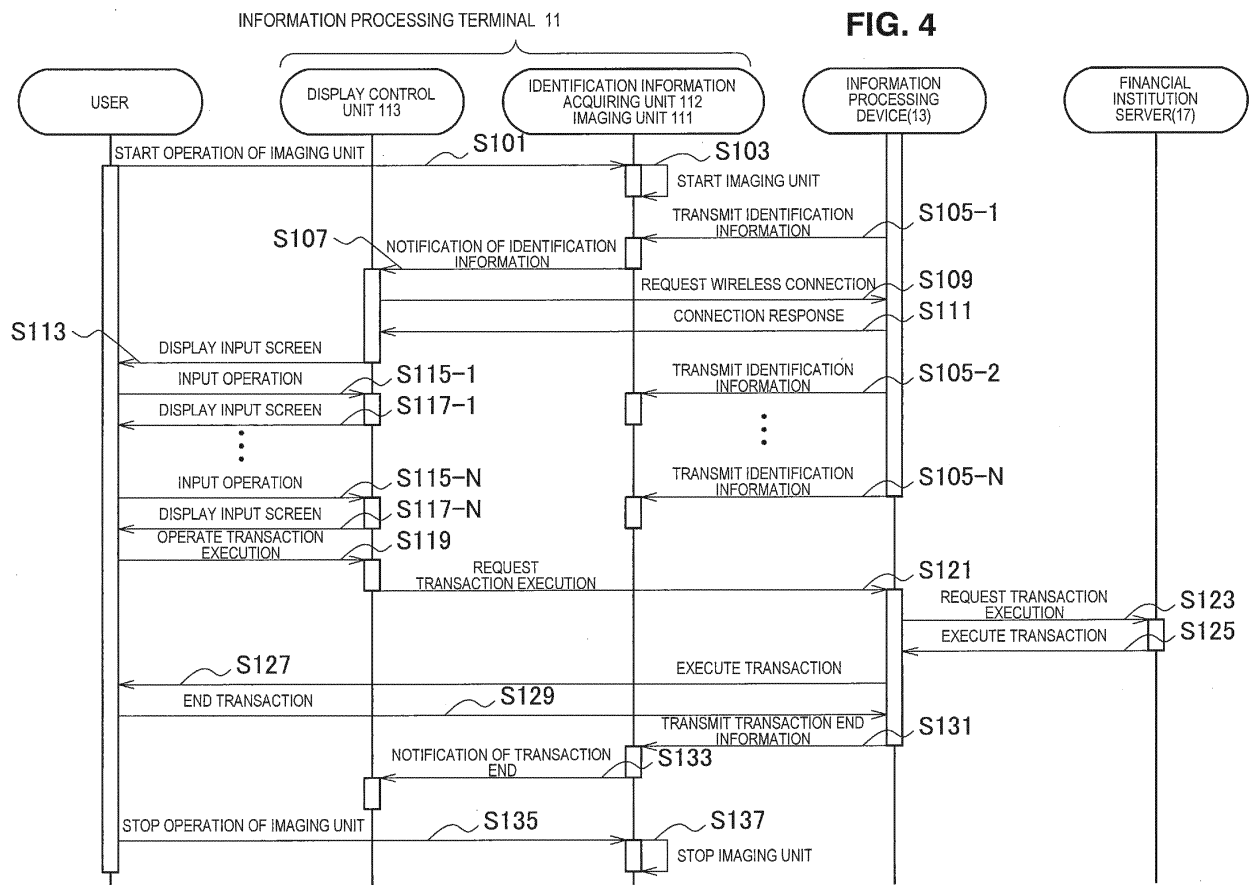 INFORMATION PROCESSING TERMINAL 11
FIG. 4
USER
DISPLAY CONTROL
UNIT 113
IDENTIFICATION INFORMATION
ACQUIRING UNIT 112
IMAGING UNIT 111
INFORMATION
PROCESSING
DEVICE(13)
FINANCIAL
INSTITUTION
SERVER(17)
START OPERATION OF IMAGING UNIT
S101
S103
START IMAGING UNIT
TRANSMIT IDENTIFICATION
INFORMATION
S105-1
S107
NOTIFICATION OF IDENTIFICATION
INFORMATION
REQUEST WIRELESS CONNECTION
S109
CONNECTION RESPONSE
S111
S113
DISPLAY INPUT SCREEN
INPUT OPERATION
S115-1
TRANSMIT IDENTIFICATION
INFORMATION
S105-2
DISPLAY INPUT SCREEN
S117-1
INPUT OPERATION
S115-N
TRANSMIT IDENTIFICATION
INFORMATION
S105-N
DISPLAY INPUT SCREEN
S117-N
OPERATE TRANSACTION
EXECUTION
S119
REQUEST
TRANSACTION EXECUTION
S121
REQUEST TRANSACTION
EXECUTION
S123
EXECUTE TRANSACTION
S125
S127
EXECUTE TRANSACTION
END TRANSACTION
S129
TRANSMIT TRANSACTION END
INFORMATION
S131
NOTIFICATION OF TRANSACTION
END
S133
STOP OPERATION OF IMAGING UNIT
S135
S137
STOP IMAGING UNIT